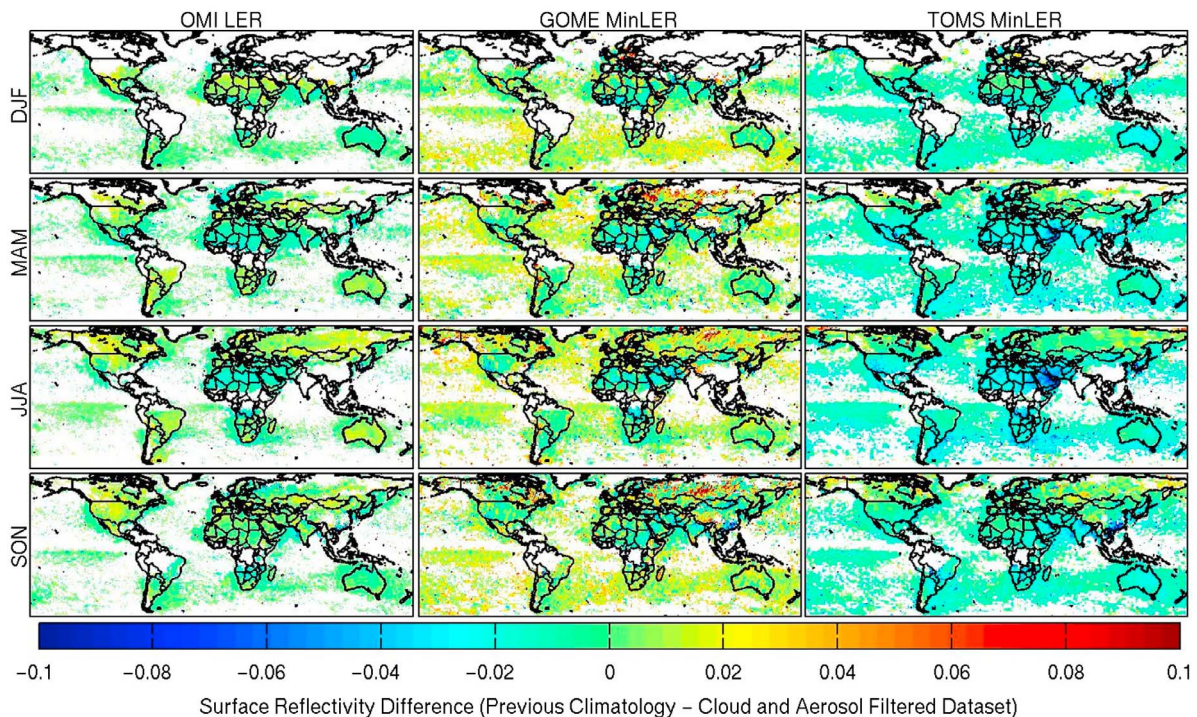 OMI LER GOME MinLER TOMS MinLER
DJF
MAM
JJA
SON
-0.1 -0.08 -0.06 -0.04 -0.02 0 0.02 0.04 0.06 0.08 0.1
Surface Reflectivity Difference (Previous Climatology – Cloud and Aerosol Filtered Dataset)